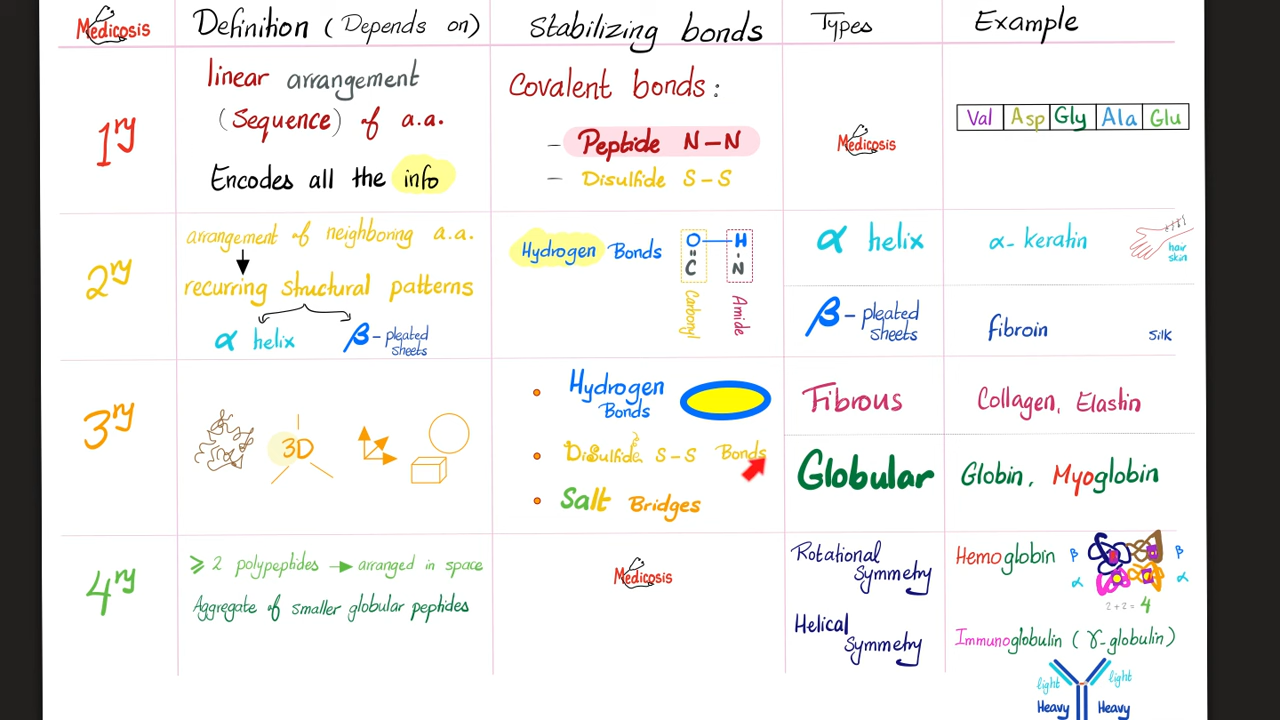 Medicosis Definition (Depends on) Stabilizing bonds Types Example
1ry
linear arrangement
(Sequence) of a.a.
Encodes all the info
Covalent bonds:
– Peptide N–N
– Disulfide S–S
Medicosis
Val Asp Gly Ala Glu
2ry
arrangement of neighboring a.a.
recurring structural patterns
α helix
β-pleated
sheets
Hydrogen Bonds
O H
C N
Carbonyl
Amide
α helix
α-keratin
hair
skin
β-pleated
sheets
fibroin
silk
3ry
3D
• Hydrogen
Bonds
• Disulfide S–S Bonds
• Salt Bridges
Fibrous
Collagen, Elastin
Globular
Globin, Myoglobin
4ry
⩾ 2 polypeptides → arranged in space
Aggregate of smaller globular peptides
Medicosis
Rotational
Symmetry
Hemoglobin
β β
α α
2+2=4
Helical
Symmetry
Immunoglobulin (γ-globulin)
light light
Heavy Heavy